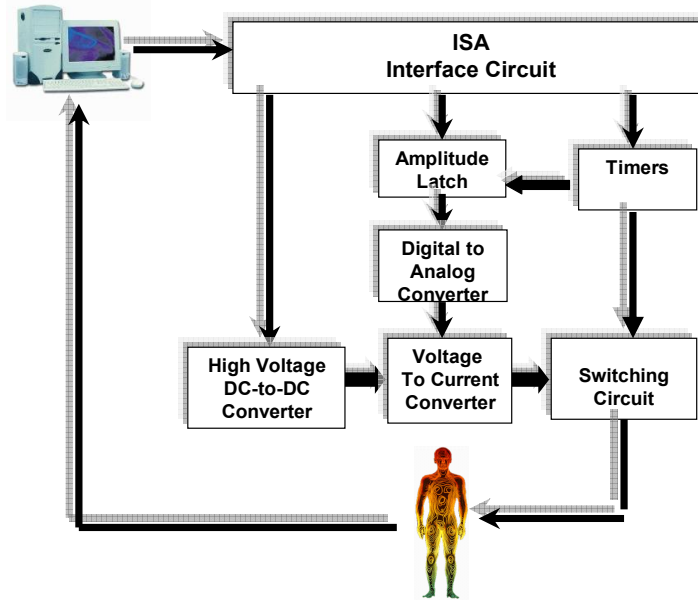 ISA
Interface Circuit
Amplitude
Latch
Timers
Digital to
Analog
Converter
High Voltage
DC-to-DC
Converter
Voltage
To Current
Converter
Switching
Circuit